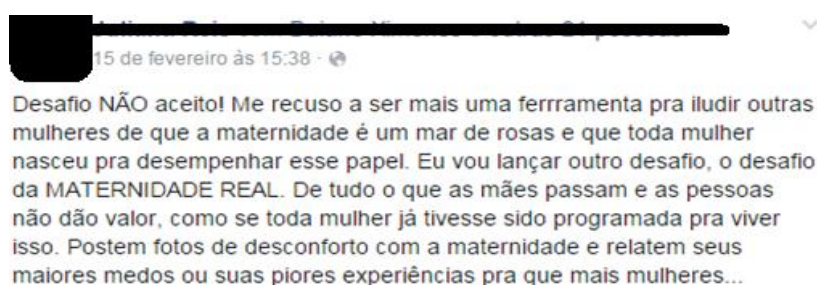 15 de fevereiro às 15:38 ·
Desafio NÃO aceito! Me recuso a ser mais uma ferrramenta pra iludir outras
mulheres de que a maternidade é um mar de rosas e que toda mulher
nasceu pra desempenhar esse papel. Eu vou lançar outro desafio, o desafio
da MATERNIDADE REAL. De tudo o que as mães passam e as pessoas
não dão valor, como se toda mulher já tivesse sido programada pra viver
isso. Postem fotos de desconforto com a maternidade e relatem seus
maiores medos ou suas piores experiências pra que mais mulheres...